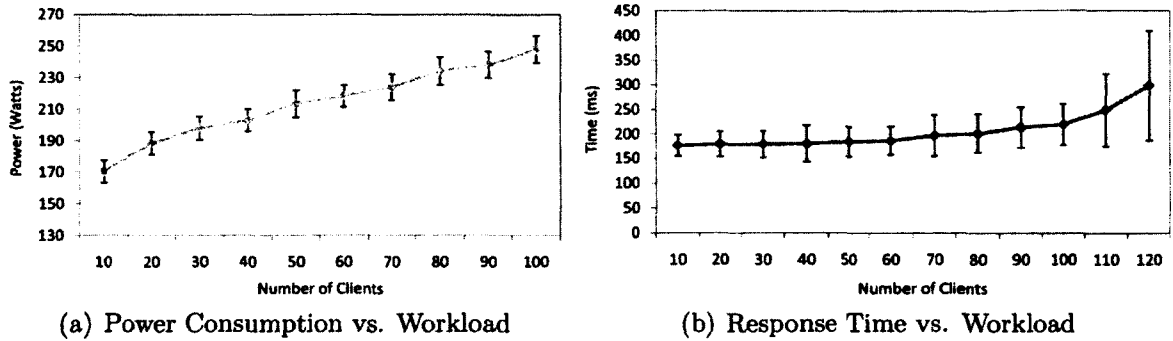 270
250
230
210
190
170
150
130
Power (Watts)
10 20 30 40 50 60 70 80 90 100
Number of Clients
(a) Power Consumption vs. Workload
450
400
350
300
250
200
150
100
50
0
Time (ms)
10 20 30 40 50 60 70 80 90 100 110 120
Number of Clients
(b) Response Time vs. Workload